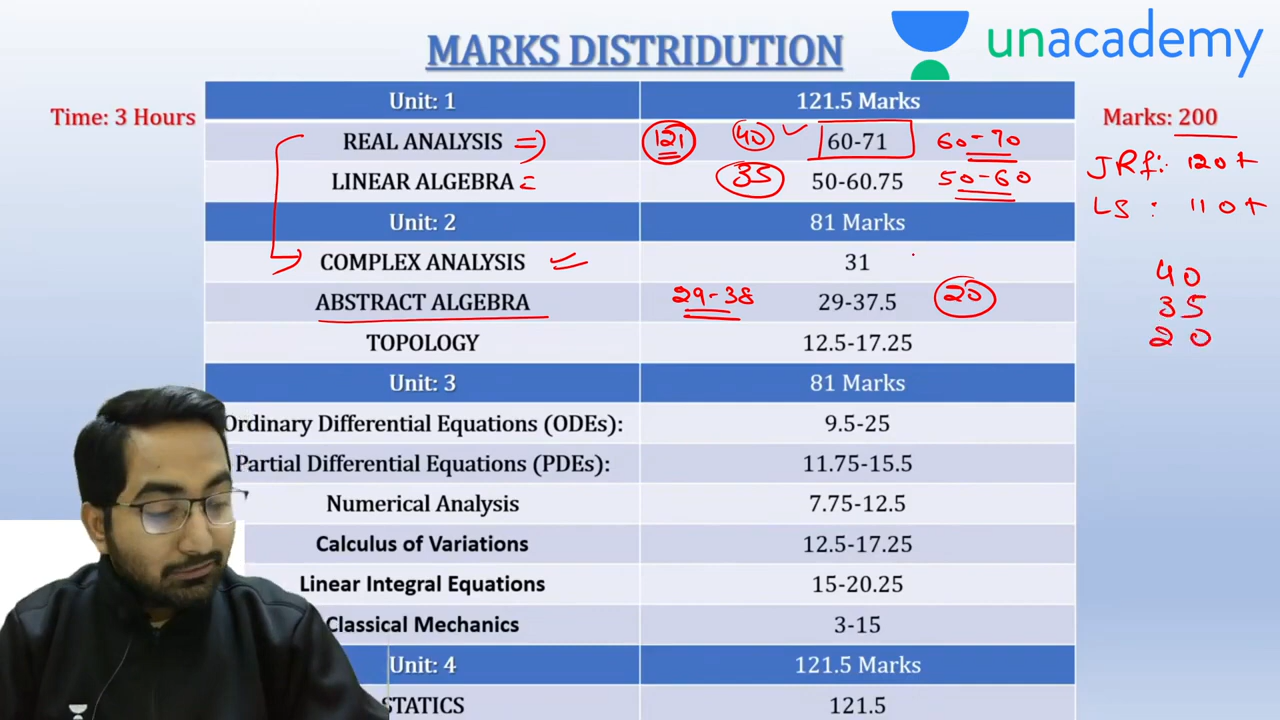 MARKS DISTRIDUTION
unacademy
Time: 3 Hours
Marks: 200
Unit: 1 121.5 Marks
REAL ANALYSIS => 121 40 60-71 60-70
LINEAR ALGEBRA = 35 50-60.75 50-60
Unit: 2 81 Marks
COMPLEX ANALYSIS 31
ABSTRACT ALGEBRA 29-38 29-37.5 20
TOPOLOGY 12.5-17.25
Unit: 3 81 Marks
Ordinary Differential Equations (ODEs): 9.5-25
Partial Differential Equations (PDEs): 11.75-15.5
Numerical Analysis 7.75-12.5
Calculus of Variations 12.5-17.25
Linear Integral Equations 15-20.25
Classical Mechanics 3-15
Unit: 4 121.5 Marks
STATICS 121.5
JRf: 120+
LS : 110+
40
35
20